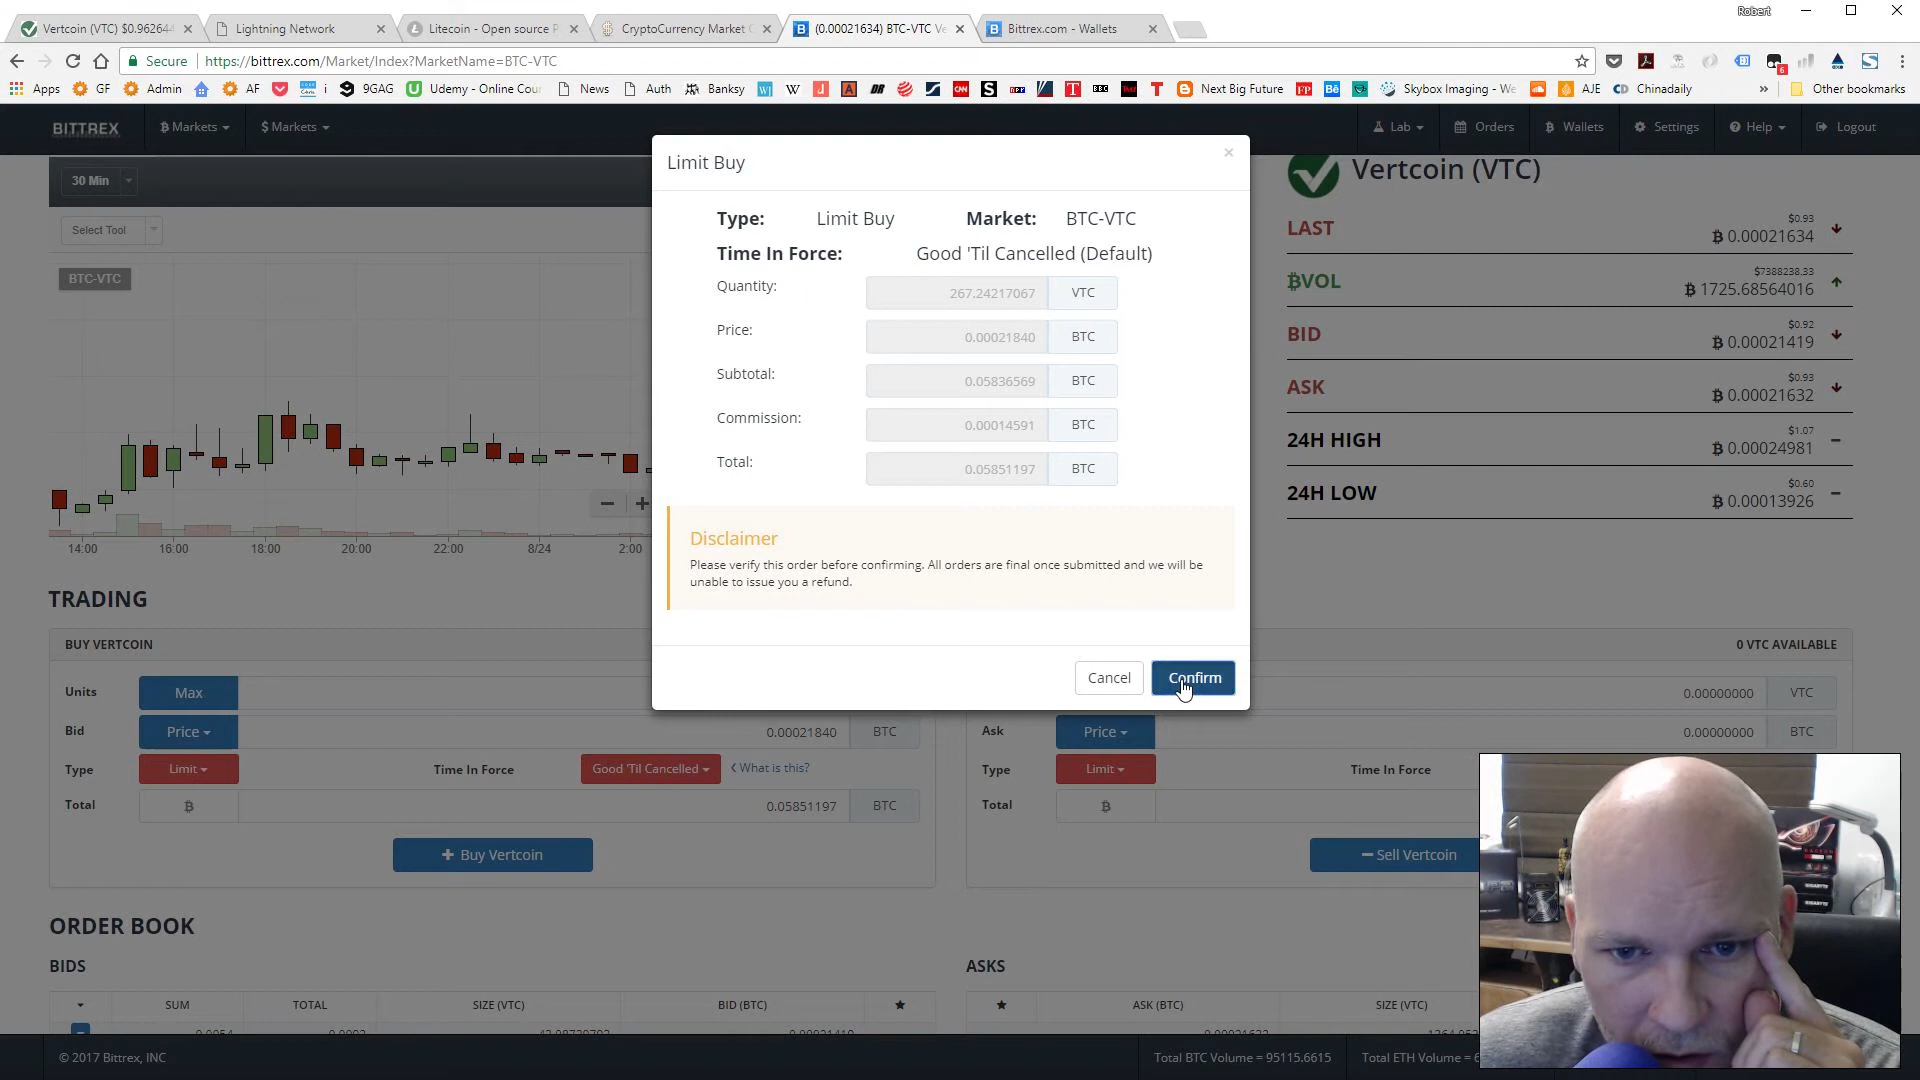 Robert
Vertcoin (VTC) $0.96264
Lightning Network
Litecoin - Open source P
CryptoCurrency Market C
(0.00021634) BTC-VTC Ve
Bittrex.com - Wallets
Secure
https://bittrex.com/Market/Index?MarketName=BTC-VTC
6
Apps
GF
Admin
AF
i
9GAG
Udemy - Online Cour
News
Auth
Banksy
Next Big Future
Skybox Imaging - We
AJE
Chinadaily
Other bookmarks
BITTREX
Markets
$ Markets
Lab
Orders
Wallets
Settings
Help
Logout
30 Min
Select Tool
BTC-VTC
14:00 16:00 18:00 20:00 22:00 8/24 2:00
Limit Buy
×
Type: Limit Buy Market: BTC-VTC
Time In Force: Good 'Til Cancelled (Default)
Quantity: 267.24217067 VTC
Price: 0.00021840 BTC
Subtotal: 0.05836569 BTC
Commission: 0.00014591 BTC
Total: 0.05851197 BTC
Disclaimer
Please verify this order before confirming. All orders are final once submitted and we will be
unable to issue you a refund.
Cancel Confirm
Vertcoin (VTC)
LAST $0.93
0.00021634
VOL $7388238.33
1725.68564016
BID $0.92
0.00021419
ASK $0.93
0.00021632
24H HIGH $1.07
0.00024981
24H LOW $0.60
0.00013926
TRADING
BUY VERTCOIN
Units Max
Bid Price 0.00021840 BTC
Type Limit Time In Force Good 'Til Cancelled What is this?
Total 0.05851197 BTC
+ Buy Vertcoin
0 VTC AVAILABLE
0.00000000 VTC
Ask Price 0.00000000 BTC
Type Limit Time In Force
Total
Sell Vertcoin
ORDER BOOK
BIDS
SUM TOTAL SIZE (VTC) BID (BTC)
ASKS
ASK (BTC) SIZE (VTC)
© 2017 Bittrex, INC
Total BTC Volume = 95115.6615
Total ETH Volume = 6